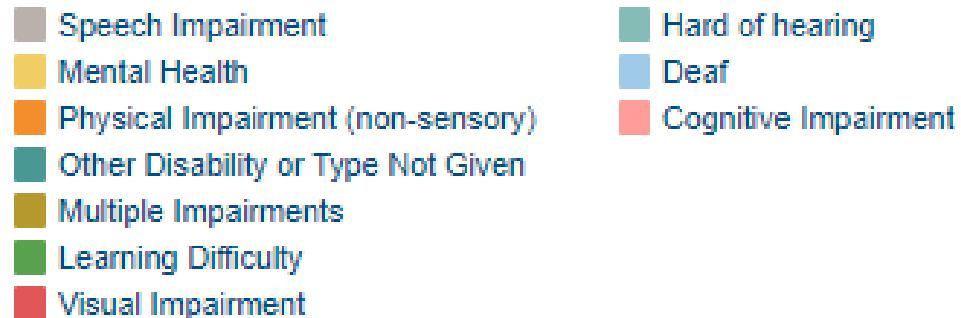 Speech Impairment
Mental Health
Physical Impairment (non-sensory)
Other Disability or Type Not Given
Multiple Impairments
Learning Difficulty
Visual Impairment
Hard of hearing
Deaf
Cognitive Impairment